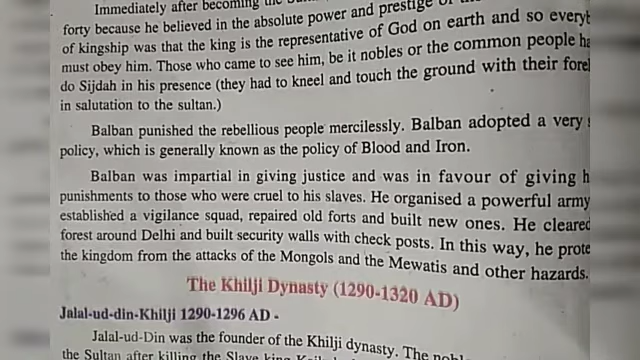 Immediately after becoming the
forty because he believed in the absolute power and prestige of
of kingship was that the king is the representative of God on earth and so
must obey him. Those who came to see him, be it nobles or the common people
do Sijdah in his presence (they had to kneel and touch the ground with their
in salutation to the sultan.)
Balban punished the rebellious people mercilessly. Balban adopted a very
policy, which is generally known as the policy of Blood and Iron.
Balban was impartial in giving justice and was in favour of giving
punishments to those who were cruel to his slaves. He organised a powerful army
established a vigilance squad, repaired old forts and built new ones. He cleared
forest around Delhi and built security walls with check posts. In this way, he
the kingdom from the attacks of the Mongols and the Mewatis and other hazards.
The Khilji Dynasty (1290-1320 AD)
Jalal-ud-din-Khilji 1290-1296 AD -
Jalal-ud-Din was the founder of the Khilji dynasty. The
the Sultan after killing the Slave king